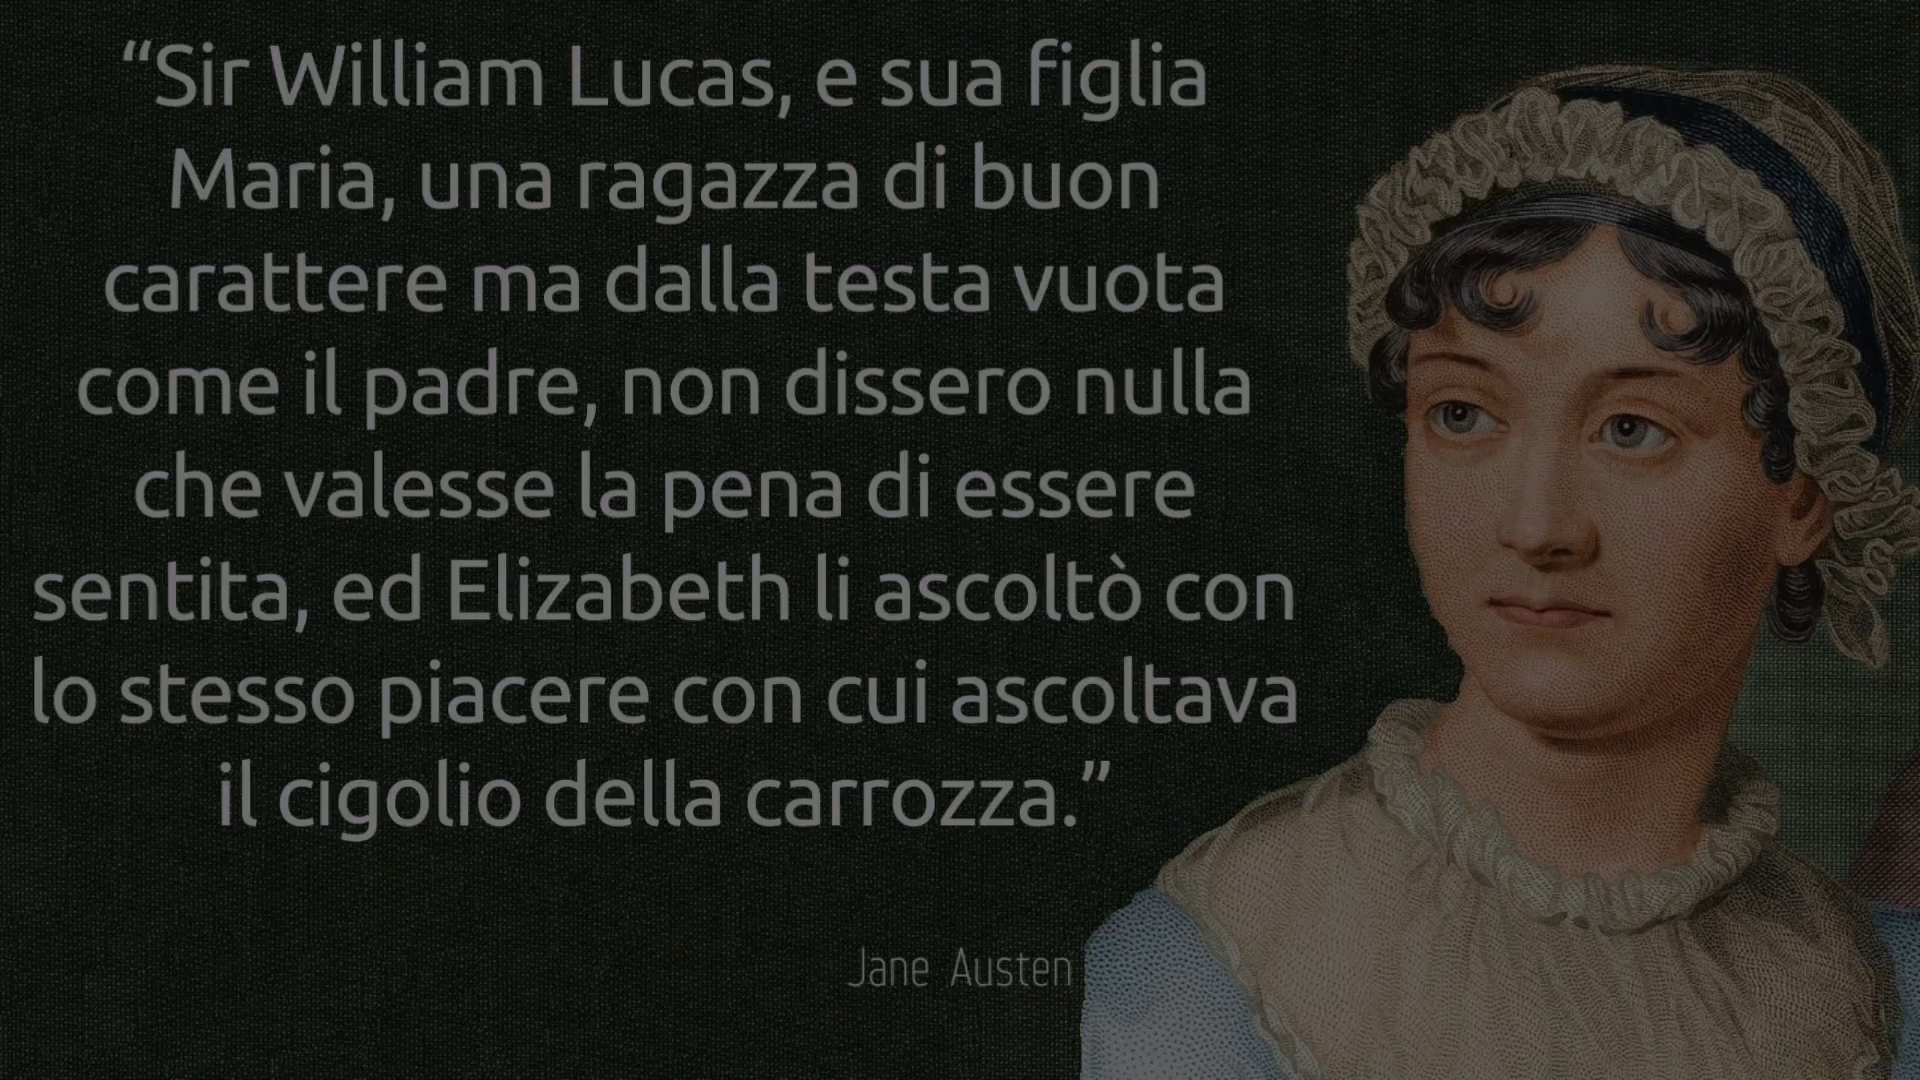 “Sir William Lucas, e sua figlia
Maria, una ragazza di buon
carattere ma dalla testa vuota
come il padre, non dissero nulla
che valesse la pena di essere
sentita, ed Elizabeth li ascoltò con
lo stesso piacere con cui ascoltava
il cigolio della carrozza.”
Jane Austen